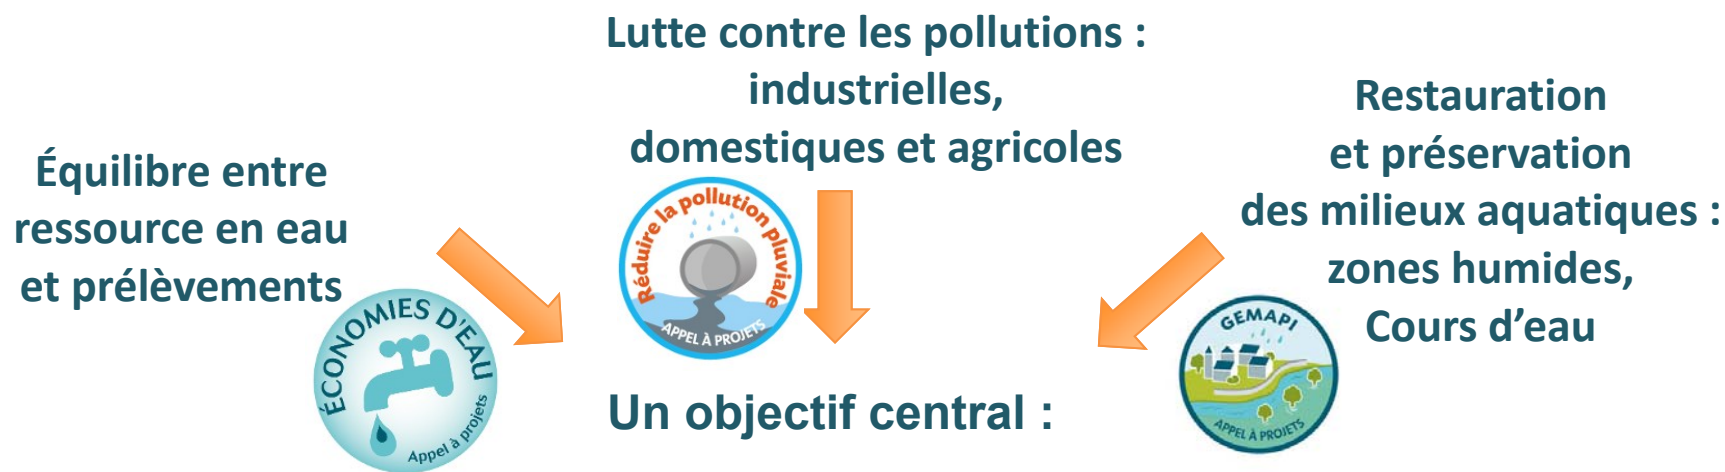 Lutte contre les pollutions :
industrielles,
domestiques et agricoles
Équilibre entre
ressource en eau
et prélèvements
Restauration
et préservation
des milieux aquatiques :
zones humides,
Cours d’eau
Réduire la pollution pluviale
APPEL À PROJETS
ÉCONOMIES D'EAU
Appel à projets
GEMAPI
APPEL À PROJETS
Un objectif central :